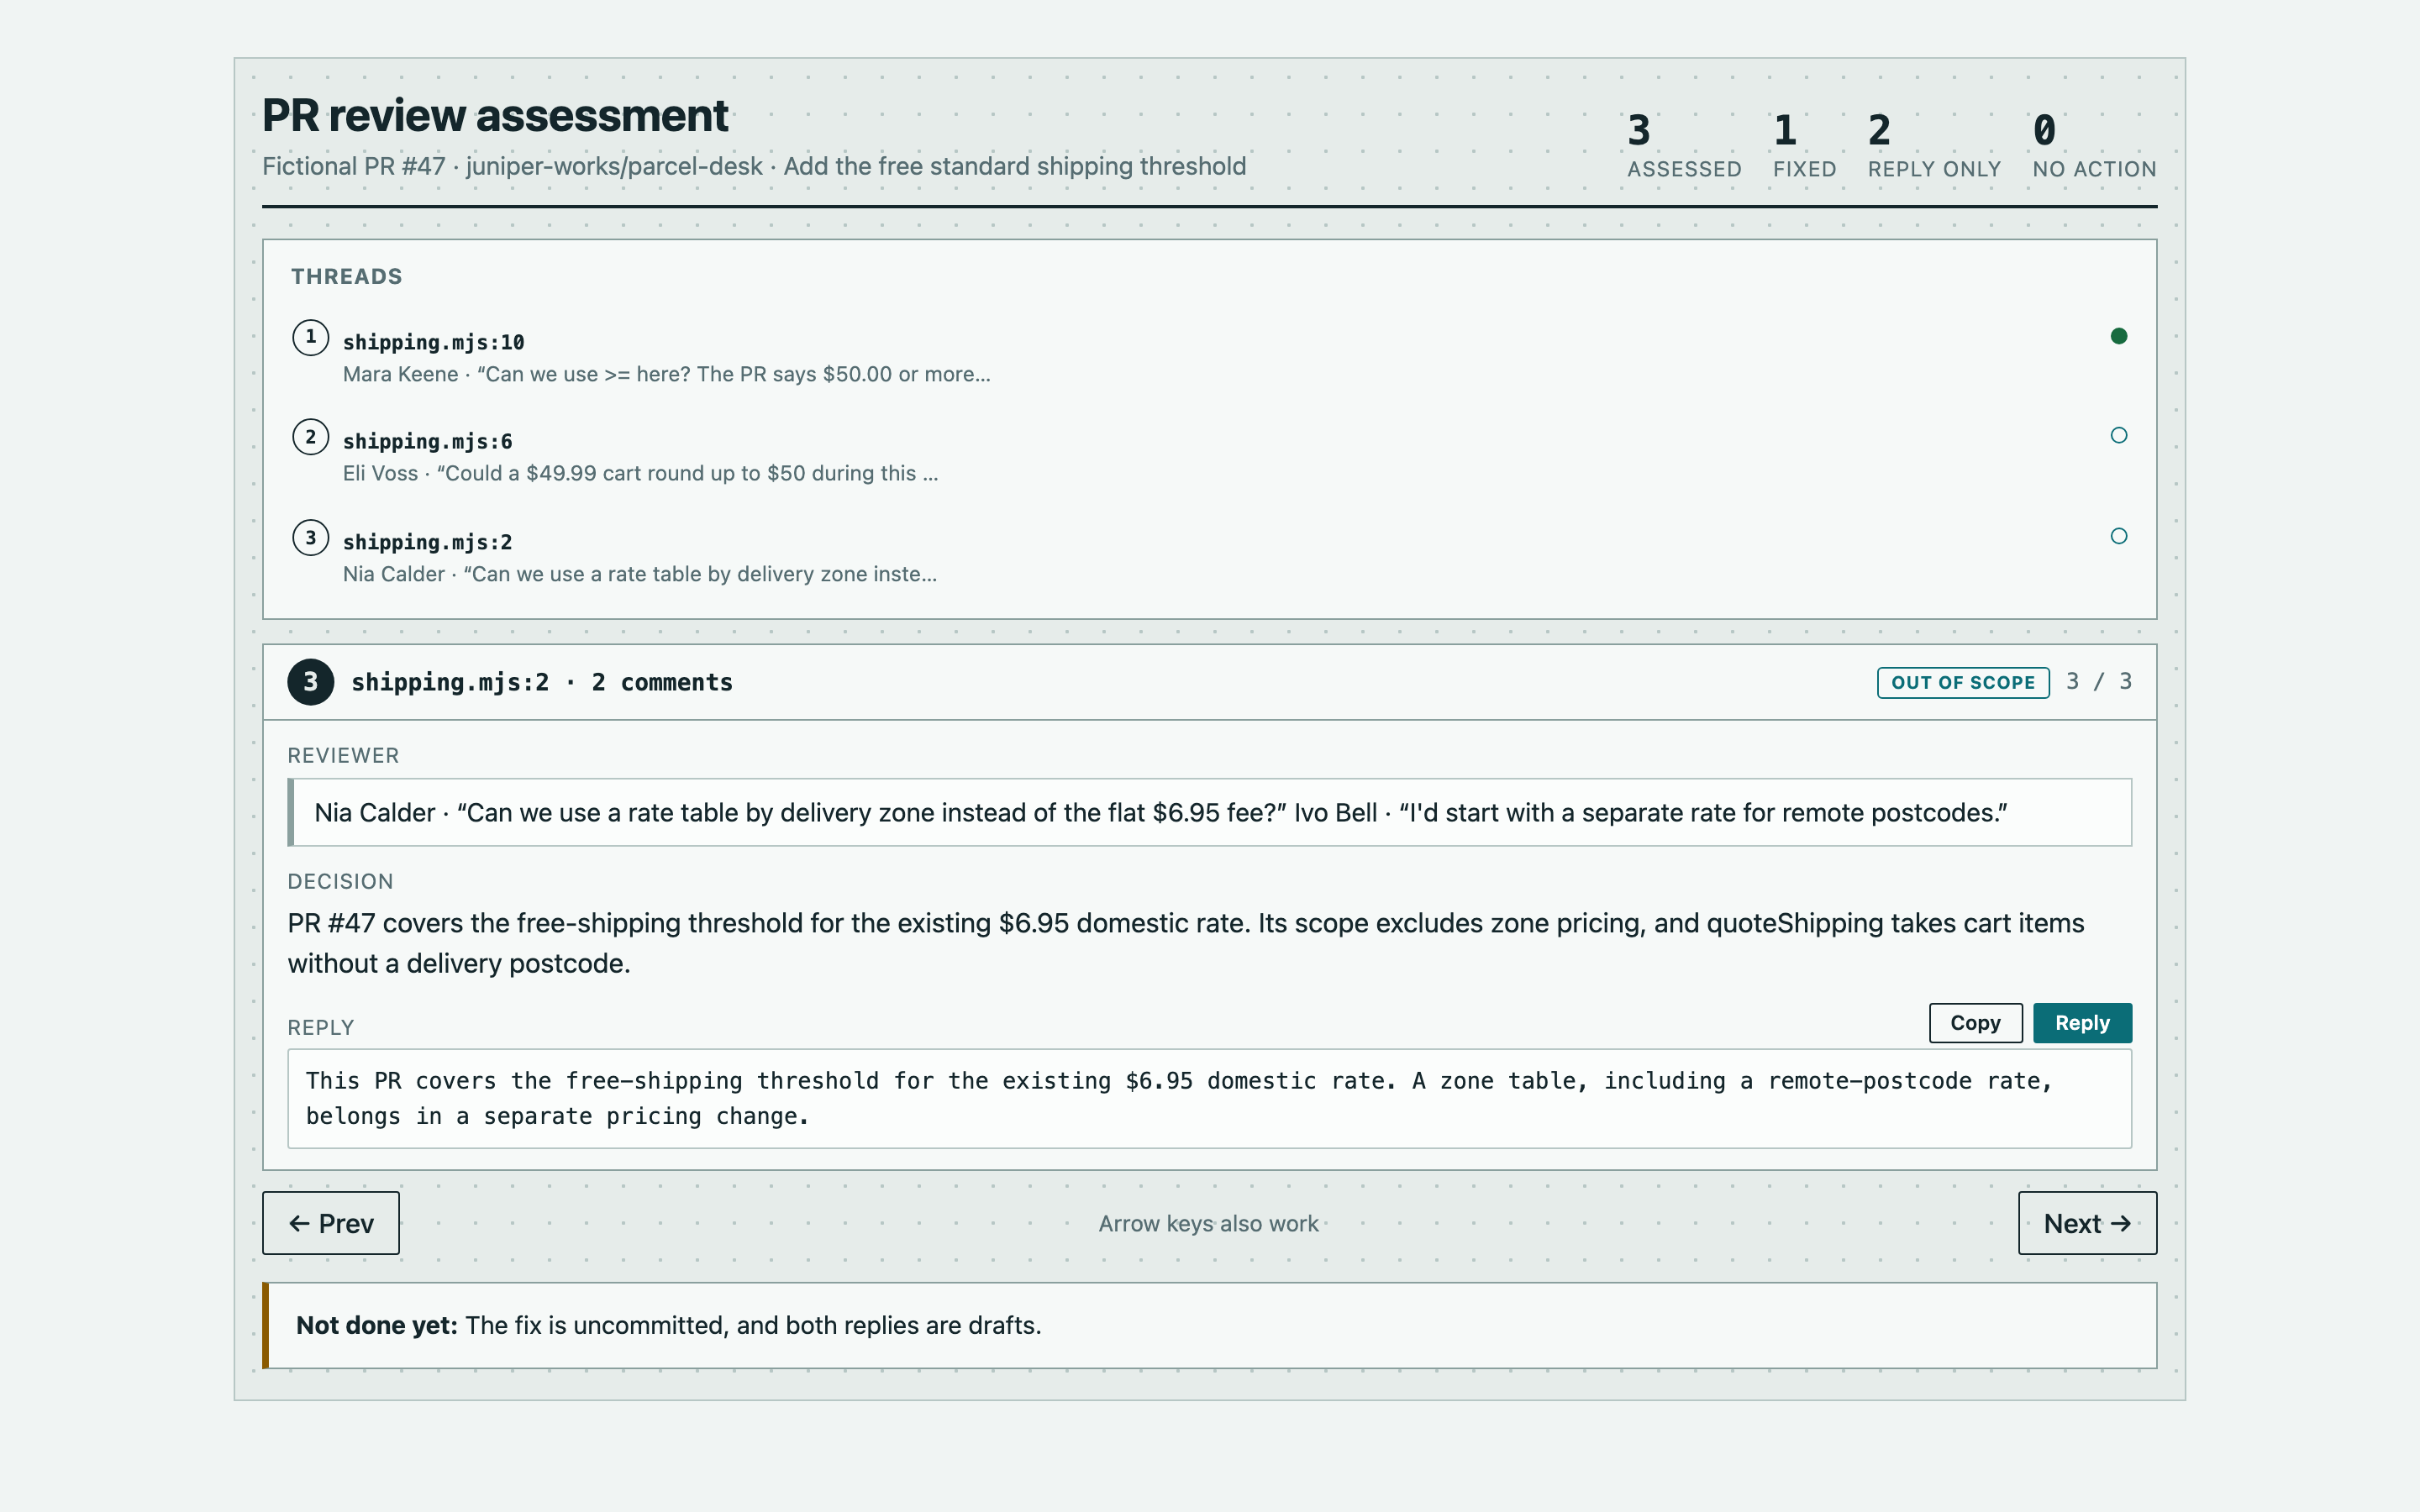 PR review assessment
Fictional PR #47 · juniper-works/parcel-desk · Add the free standard shipping threshold
3
ASSESSED
1
FIXED
2
REPLY ONLY
0
NO ACTION
THREADS
1
shipping.mjs:10
Mara Keene · “Can we use >= here? The PR says $50.00 or more...
2
shipping.mjs:6
Eli Voss · “Could a $49.99 cart round up to $50 during this ...
3
shipping.mjs:2
Nia Calder · “Can we use a rate table by delivery zone inste...
3 shipping.mjs:2 · 2 comments
OUT OF SCOPE 3 / 3
REVIEWER
Nia Calder · “Can we use a rate table by delivery zone instead of the flat $6.95 fee?” Ivo Bell · “I'd start with a separate rate for remote postcodes.”
DECISION
PR #47 covers the free-shipping threshold for the existing $6.95 domestic rate. Its scope excludes zone pricing, and quoteShipping takes cart items
without a delivery postcode.
REPLY
Copy
Reply
This PR covers the free-shipping threshold for the existing $6.95 domestic rate. A zone table, including a remote-postcode rate,
belongs in a separate pricing change.
← Prev
Arrow keys also work
Next →
Not done yet: The fix is uncommitted, and both replies are drafts.